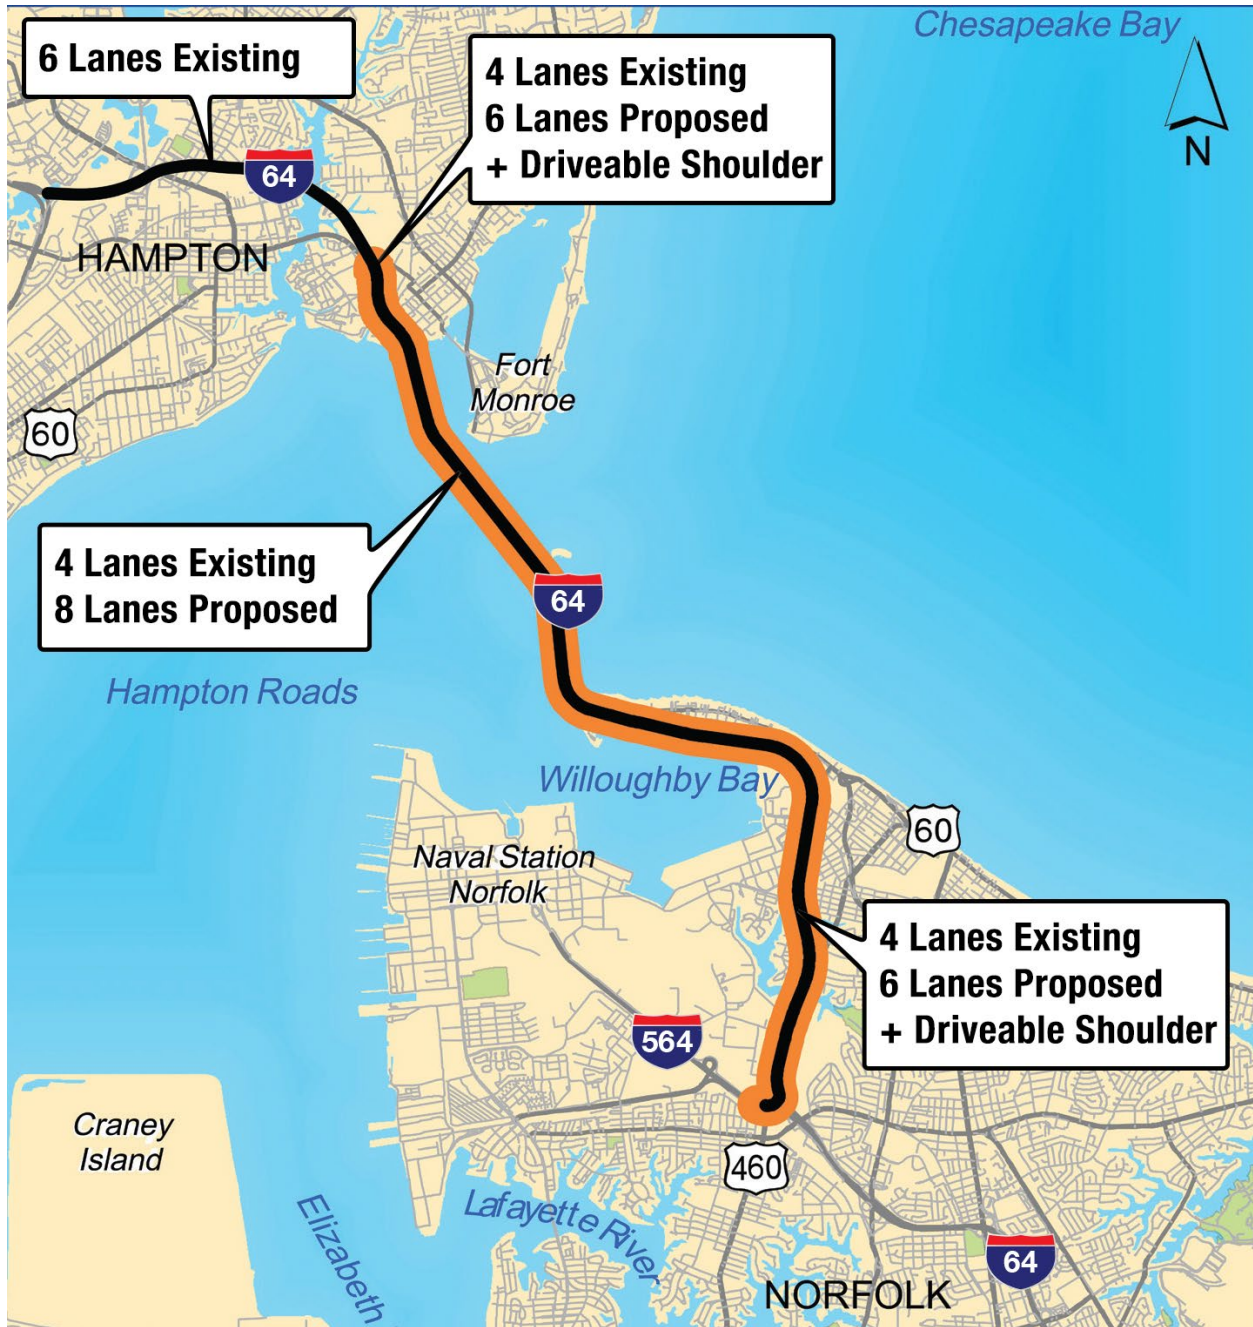 Chesapeake Bay
6 Lanes Existing
4 Lanes Existing
6 Lanes Proposed
+ Driveable Shoulder
N
64
HAMPTON
Fort
Monroe
60
4 Lanes Existing
8 Lanes Proposed
64
Hampton Roads
Willoughby Bay
60
Naval Station
Norfolk
4 Lanes Existing
6 Lanes Proposed
+ Driveable Shoulder
564
Craney
Island
460
Lafayette River
Elizabeth
64
NORFOLK